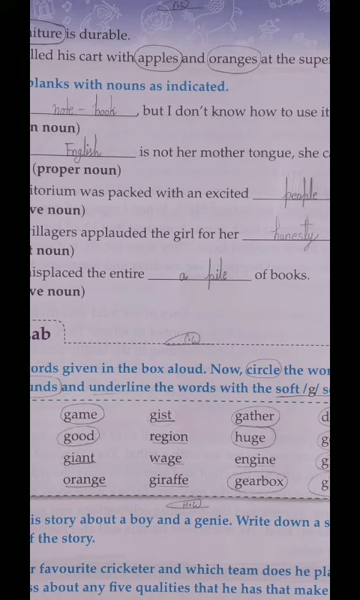 niture is durable.
lled his cart with apples and oranges at the supe
planks with nouns as indicated.
note - book, but I don't know how to use it
n noun)
English is not her mother tongue, she c
(proper noun)
itorium was packed with an excited people
ve noun)
villagers applauded the girl for her honesty
t noun)
isplaced the entire a pile of books.
ve noun)
ab
C.W
ords given in the box aloud. Now, circle the wor
unds and underline the words with the soft /g/ s
game gist gather d
good region huge g
giant wage engine g
orange giraffe gearbox g
H.W
is story about a boy and a genie. Write down a s
f the story.
r favourite cricketer and which team does he pla
ss about any five qualities that he has that make